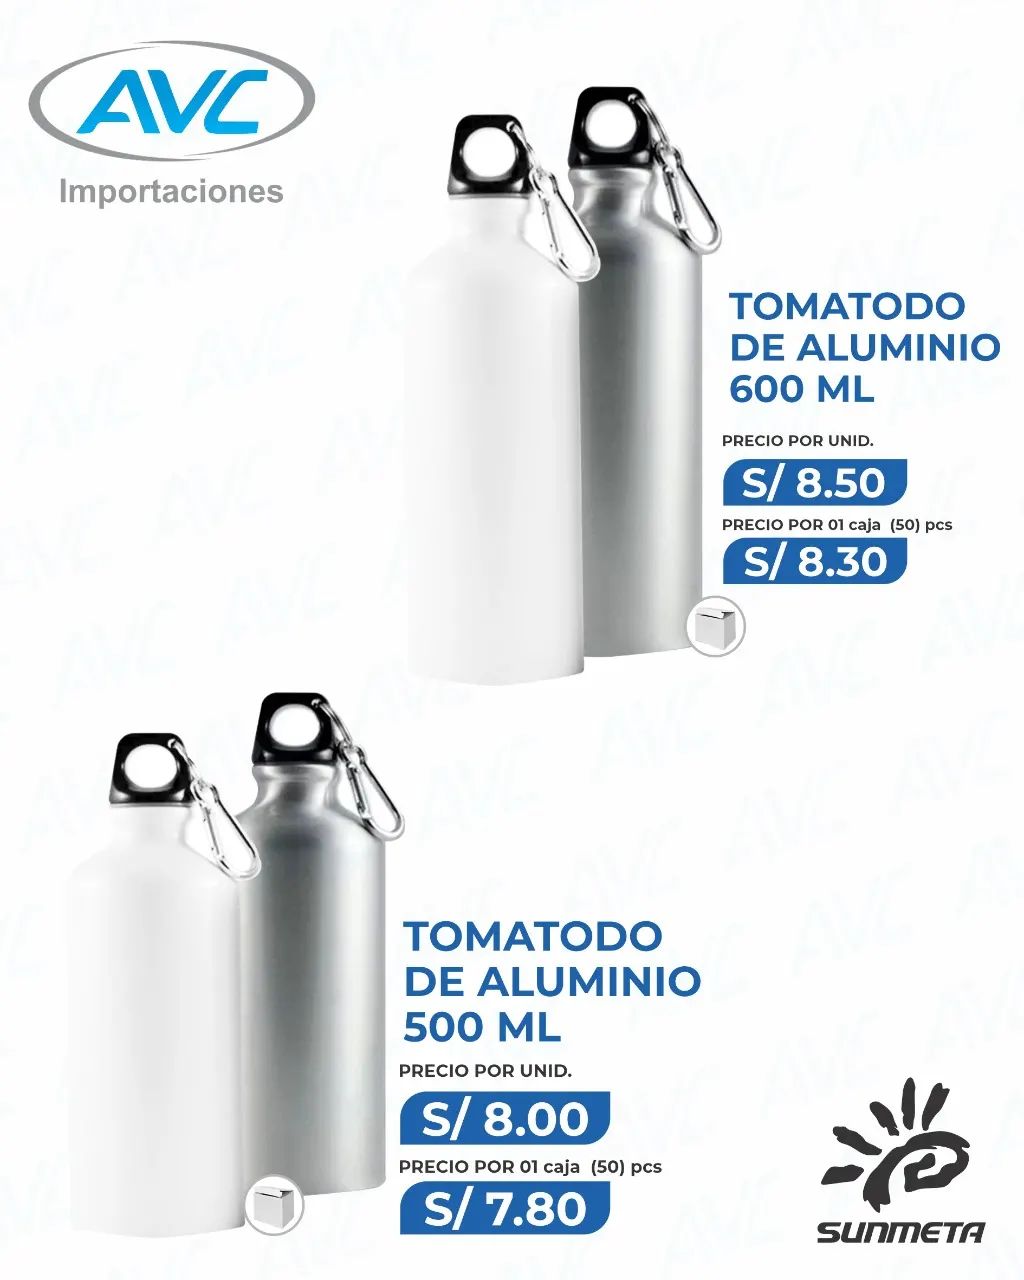 AVC
Importaciones
TOMATODO
DE ALUMINIO
600 ML
PRECIO POR UNID.
S/ 8.50
PRECIO POR 01 caja (50) pcs
S/ 8.30
TOMATODO
DE ALUMINIO
500 ML
PRECIO POR UNID.
S/ 8.00
PRECIO POR 01 caja (50) pcs
S/ 7.80
SUNMETA